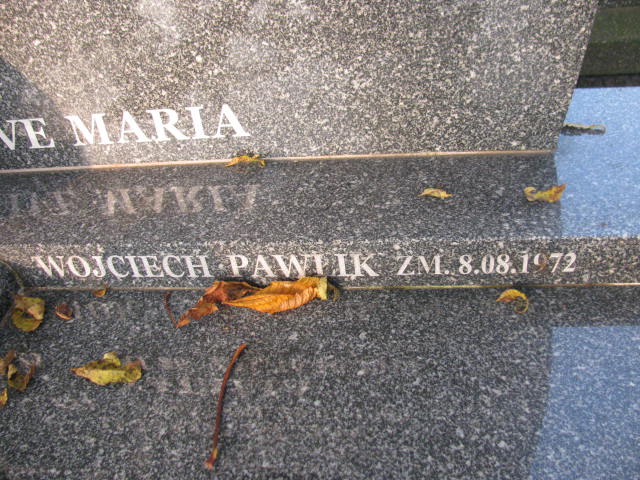 VE MARIA
WOJCIECH PAWLIK ZM. 8.08.1972